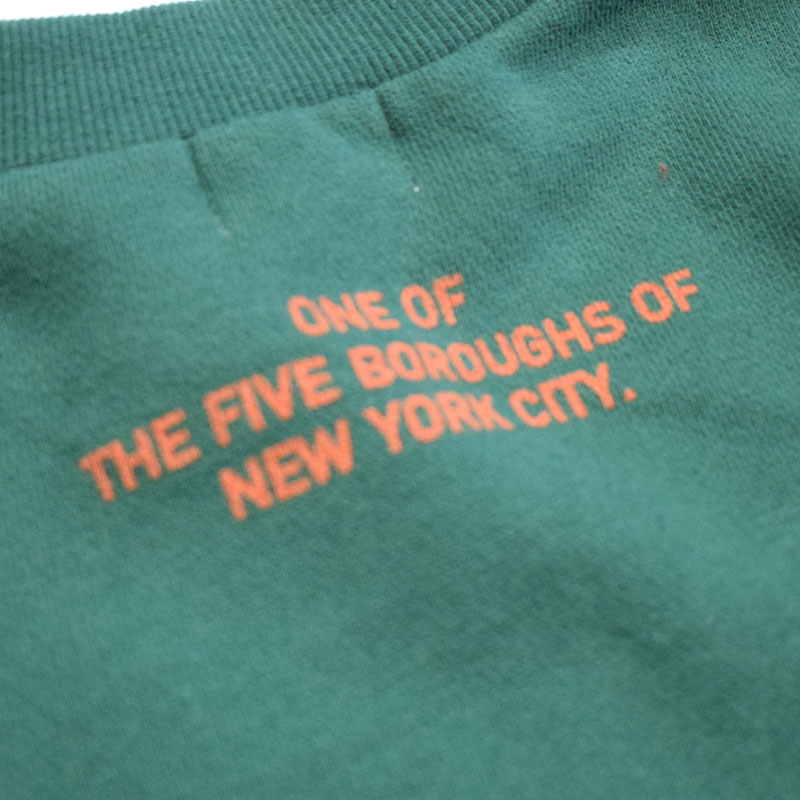 ONE OF
THE FIVE BOROUGHS OF
NEW YORK CITY.